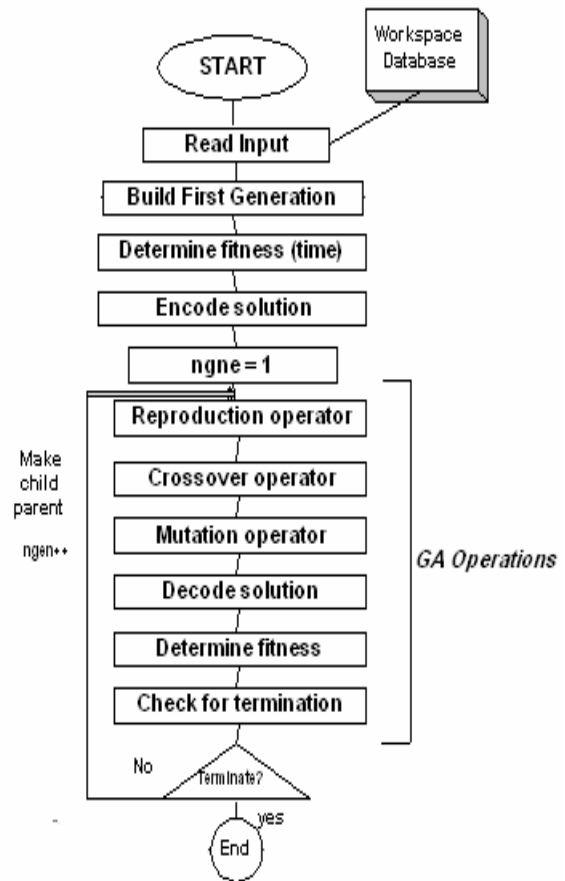 Workspace
Database
START
Read Input
Build First Generation
Determine fitness (time)
Encode solution
ngne = 1
Reproduction operator
Crossover operator
Mutation operator
Decode solution
Determine fitness
Check for termination
Make
child
parent
ngen++
GA Operations
No
Terminate?
yes
End